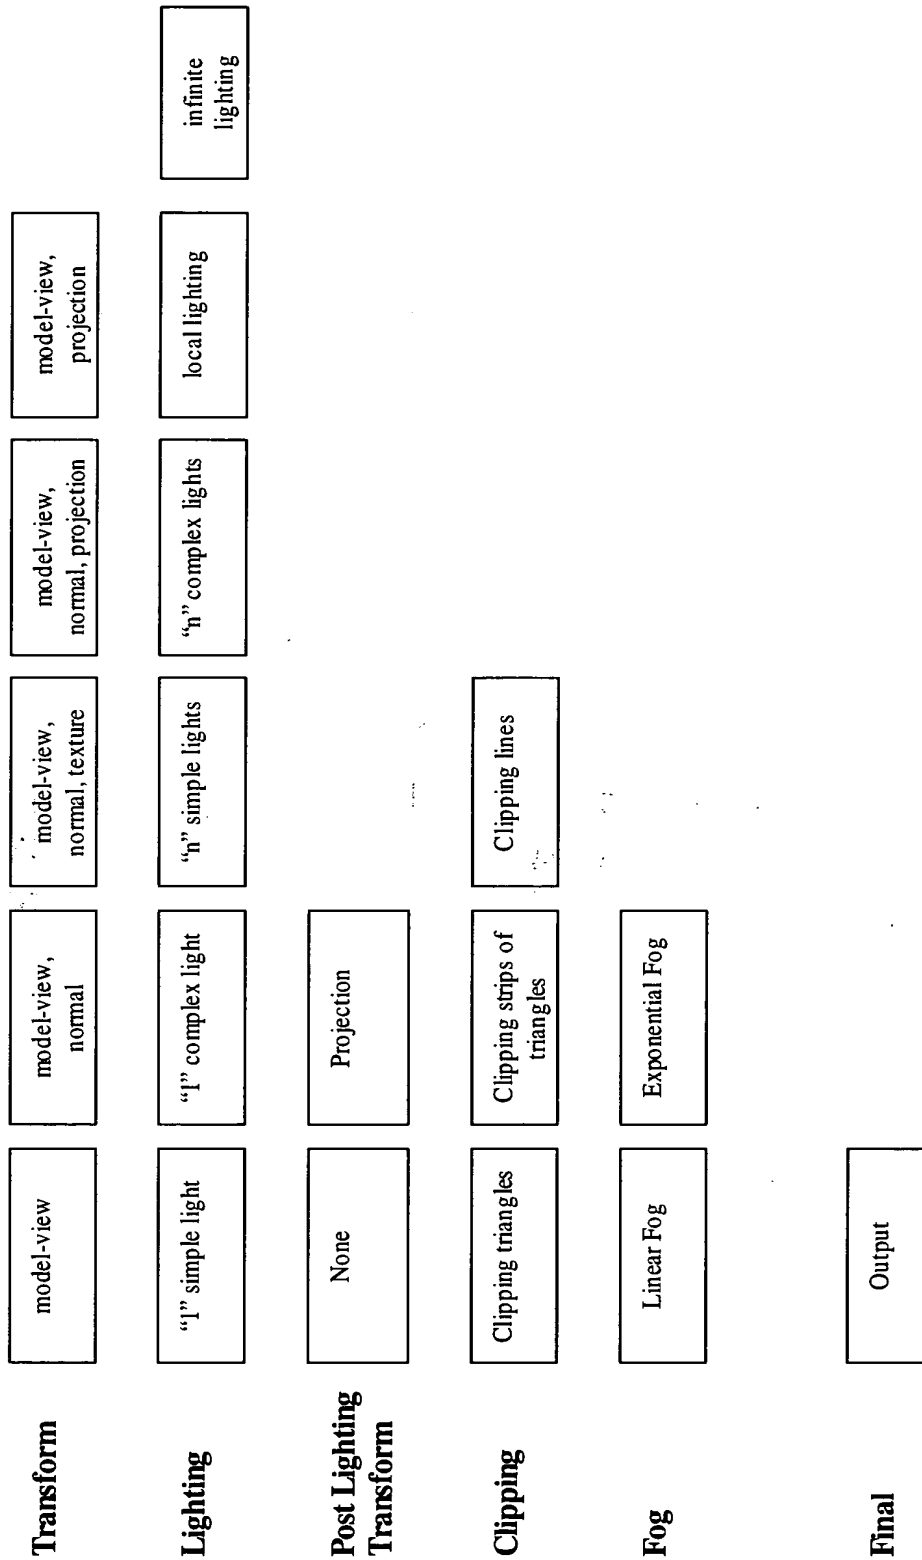 Transform
model-view
model-view,
normal
model-view,
normal, texture
model-view,
normal, projection
model-view,
projection
Lighting
“1” simple light
“1” complex light
“n” simple lights
“n” complex lights
local lighting
infinite
lighting
Post Lighting
Transform
None
Projection
Clipping
Clipping triangles
Clipping strips of
triangles
Clipping lines
Fog
Linear Fog
Exponential Fog
Final
Output